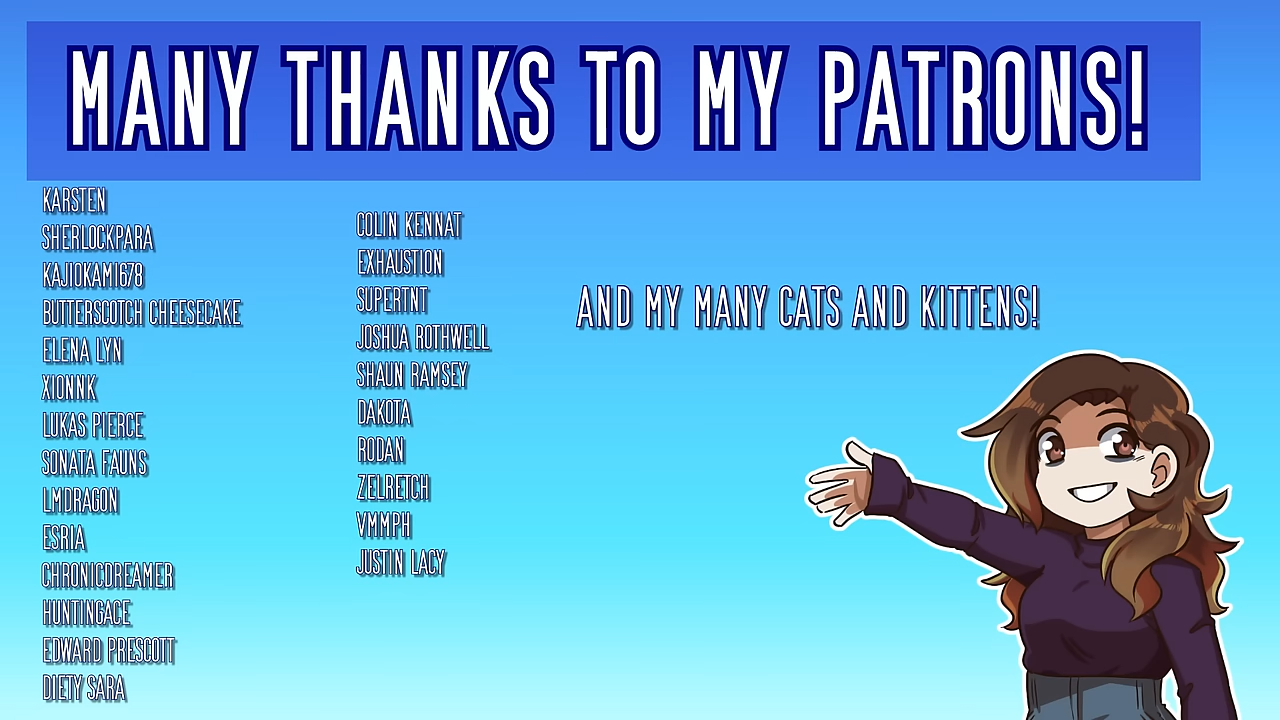 MANY THANKS TO MY PATRONS!
KARSTEN
SHERLOCKPARA
KAJIOKAMI678
BUTTERSCOTCH CHEESECAKE
ELENA LYN
XIONNK
LUKAS PIERCE
SONATA FAUNS
LMDRAGON
ESRIA
CHRONICDREAMER
HUNTINGACE
EDWARD PRESCOTT
DIETY SARA
COLIN KENNAT
EXHAUSTION
SUPERTNT
JOSHUA ROTHWELL
SHAUN RAMSEY
DAKOTA
RODAN
ZELRETCH
VMMPH
JUSTIN LACY
AND MY MANY CATS AND KITTENS!